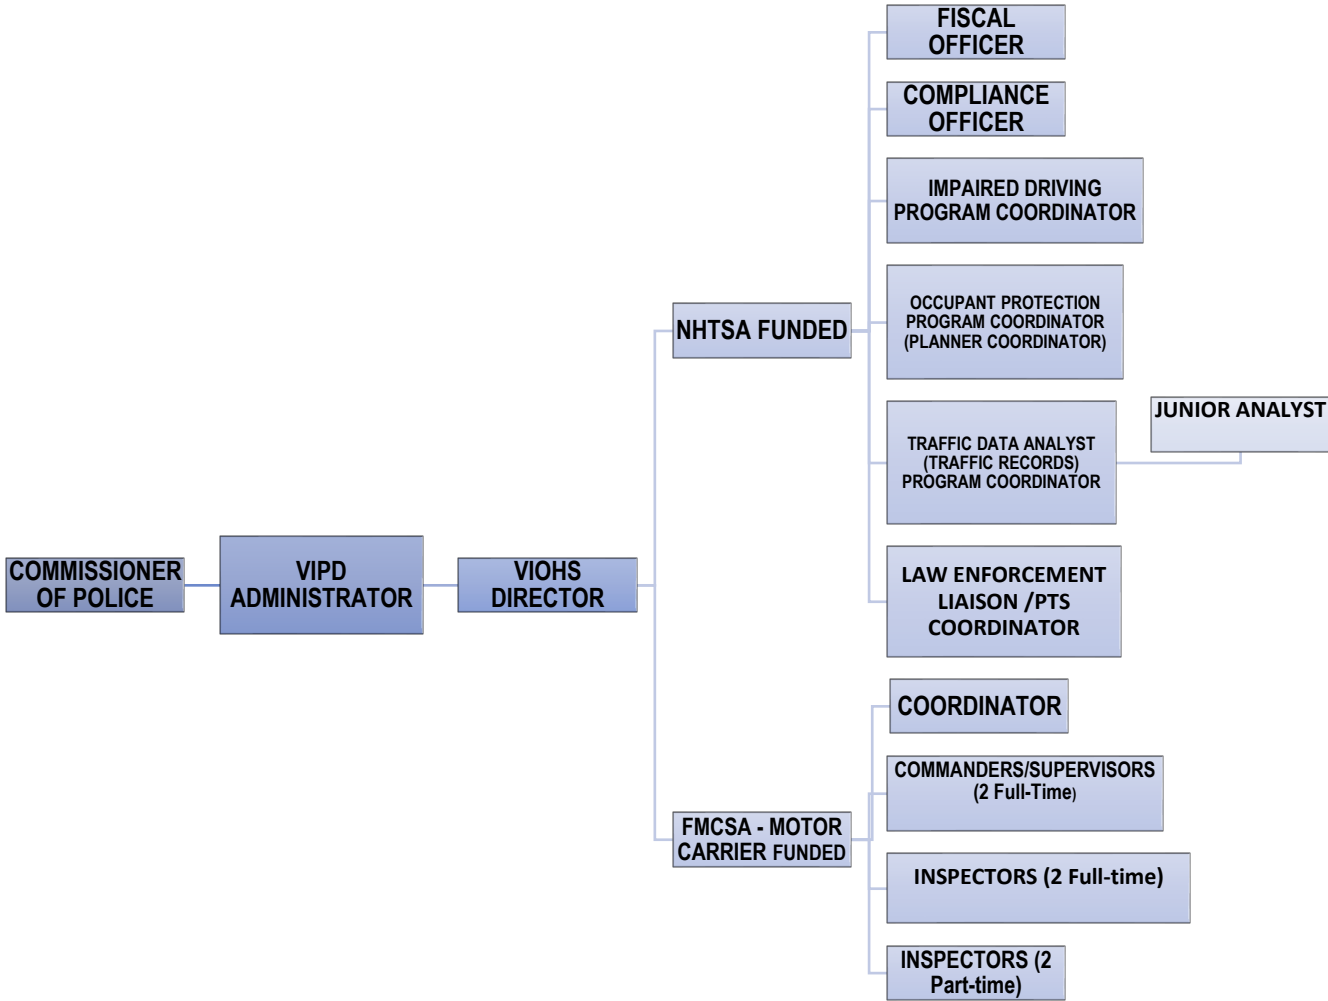 COMMISSIONER
OF POLICE
VIPD
ADMINISTRATOR
VIOHS
DIRECTOR
NHTSA FUNDED
FISCAL
OFFICER
COMPLIANCE
OFFICER
IMPAIRED DRIVING
PROGRAM COORDINATOR
OCCUPANT PROTECTION
PROGRAM COORDINATOR
(PLANNER COORDINATOR)
TRAFFIC DATA ANALYST
(TRAFFIC RECORDS)
PROGRAM COORDINATOR
JUNIOR ANALYST
LAW ENFORCEMENT
LIAISON /PTS
COORDINATOR
FMCSA - MOTOR
CARRIER FUNDED
COORDINATOR
COMMANDERS/SUPERVISORS
(2 Full-Time)
INSPECTORS (2 Full-time)
INSPECTORS (2
Part-time)